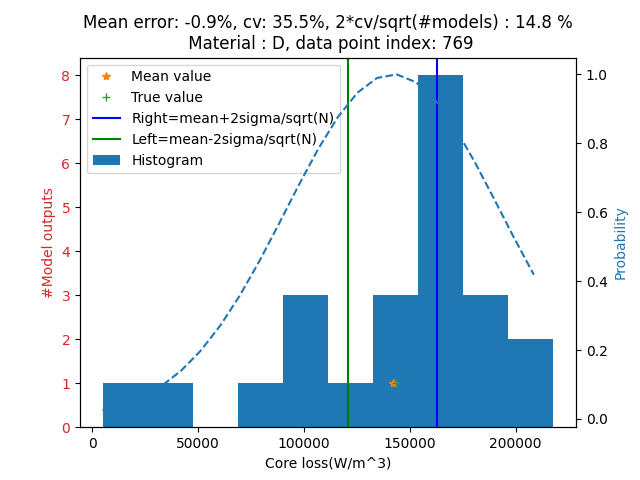 Mean error: -0.9%, cv: 35.5%, 2*cv/sqrt(#models) : 14.8 %
Material : D, data point index: 769
Mean value
True value
Right=mean+2sigma/sqrt(N)
Left=mean-2sigma/sqrt(N)
Histogram
8
7
6
5
4
3
2
1
0
#Model outputs
1.0
0.8
0.6
0.4
0.2
0.0
Probability
0
50000
100000
150000
200000
Core loss(W/m^3)